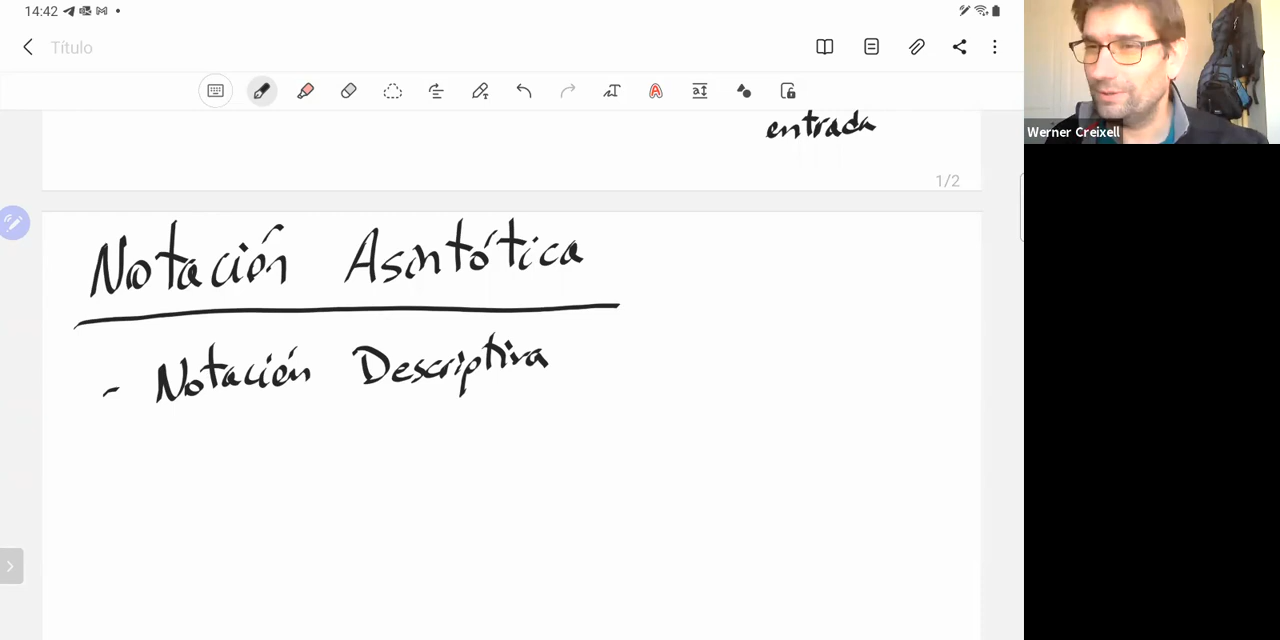 14:42
Título
entrada
1/2
Werner Creixell
Notación Asintótica
- Notación Descriptiva